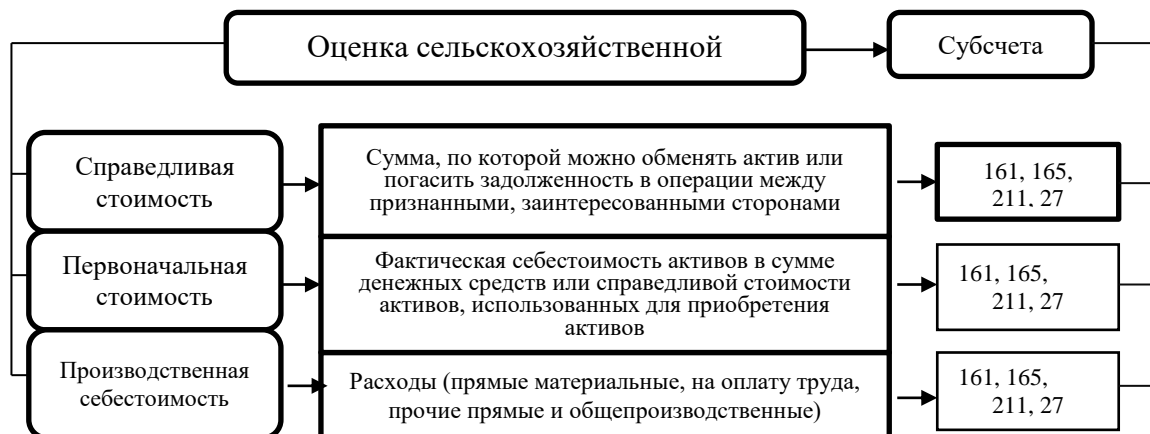 Оценка сельскохозяйственной
Субсчета
Справедливая
стоимость
Сумма, по которой можно обменять актив или
погасить задолженность в операции между
признанными, заинтересованными сторонами
161, 165,
211, 27
Первоначальная
стоимость
Фактическая себестоимость активов в сумме
денежных средств или справедливой стоимости
активов, использованных для приобретения
активов
161, 165,
211, 27
Производственная
себестоимость
Расходы (прямые материальные, на оплату труда,
прочие прямые и общепроизводственные)
161, 165,
211, 27